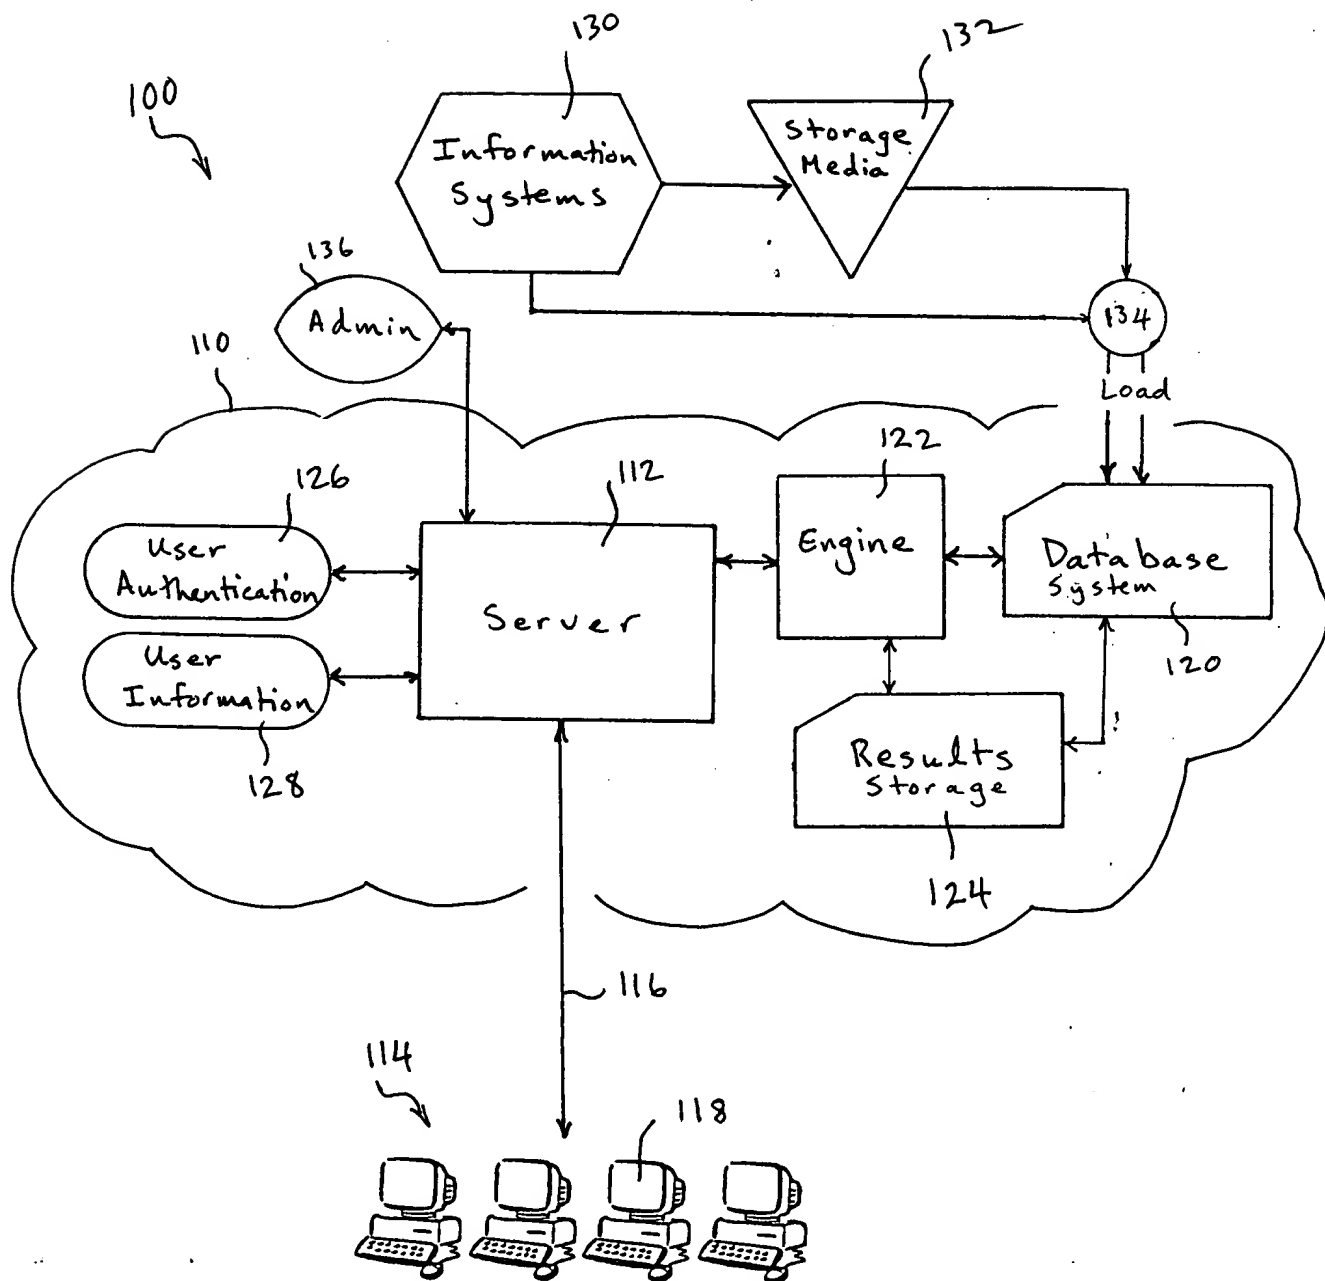 130
132
100
Information
Systems
Storage
Media
136
Admin
134
110
Load
122
126
112
User
Authentication
Engine
Database
System
Server
User
Information
120
128
Results
Storage
124
116
114
118